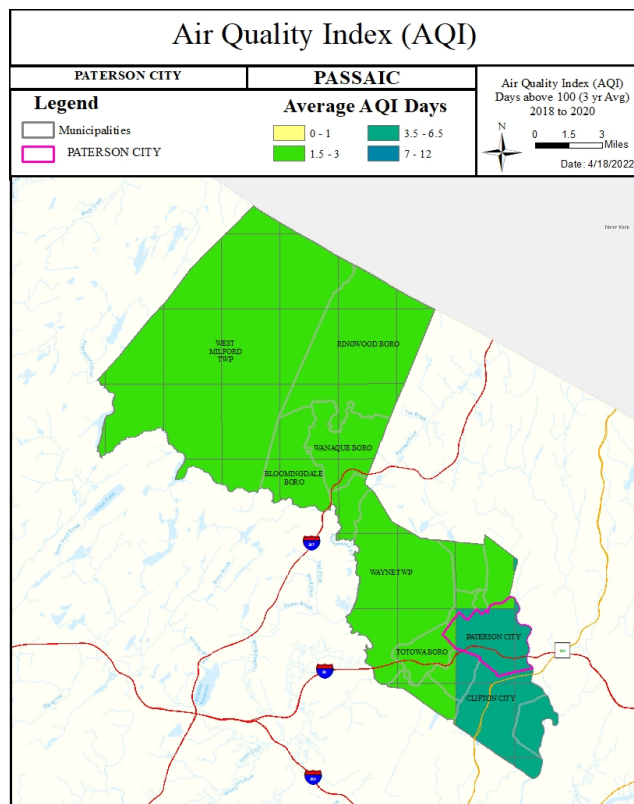 Air Quality Index (AQI)
PATERSON CITY
PASSAIC
Legend
Municipalities
PATERSON CITY
Average AQI Days
0 - 1
1.5 - 3
3.5 - 6.5
7 - 12
Air Quality Index (AQI)
Days above 100 (3 yr Avg)
2018 to 2020
N
0 1.5 3
Miles
Date: 4/18/2022
New York
WEST
MILFORD
TWP
RINGWOOD BORO
WANAQUE BORO
BLOOMINGDALE
BORO
287
WAYNE TWP
PATERSON CITY
TOTOWA BORO
80
CLIFTON CITY